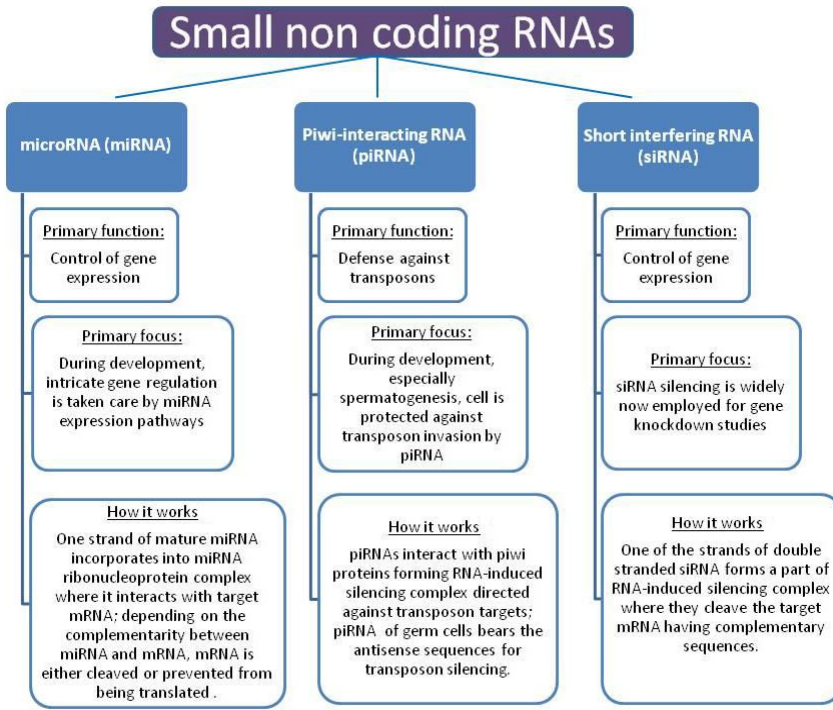 Small non coding RNAs
microRNA (miRNA)
Primary function:
Control of gene
expression
Primary focus:
During development,
intricate gene regulation
is taken care by miRNA
expression pathways
How it works
One strand of mature miRNA
incorporates into miRNA
ribonucleoprotein complex
where it interacts with target
mRNA; depending on the
complementarity between
miRNA and mRNA, mRNA is
either cleaved or prevented from
being translated .
Piwi-interacting RNA
(piRNA)
Primary function:
Defense against
transposons
Primary focus:
During development,
especially
spermatogenesis, cell is
protected against
transposon invasion by
piRNA
How it works
piRNAs interact with piwi
proteins forming RNA-induced
silencing complex directed
against transposon targets;
piRNA of germ cells bears the
antisense sequences for
transposon silencing.
Short interfering RNA
(siRNA)
Primary function:
Control of gene
expression
Primary focus:
siRNA silencing is widely
now employed for gene
knockdown studies
How it works
One of the strands of double
stranded siRNA forms a part of
RNA-induced silencing complex
where they cleave the target
mRNA having complementary
sequences.